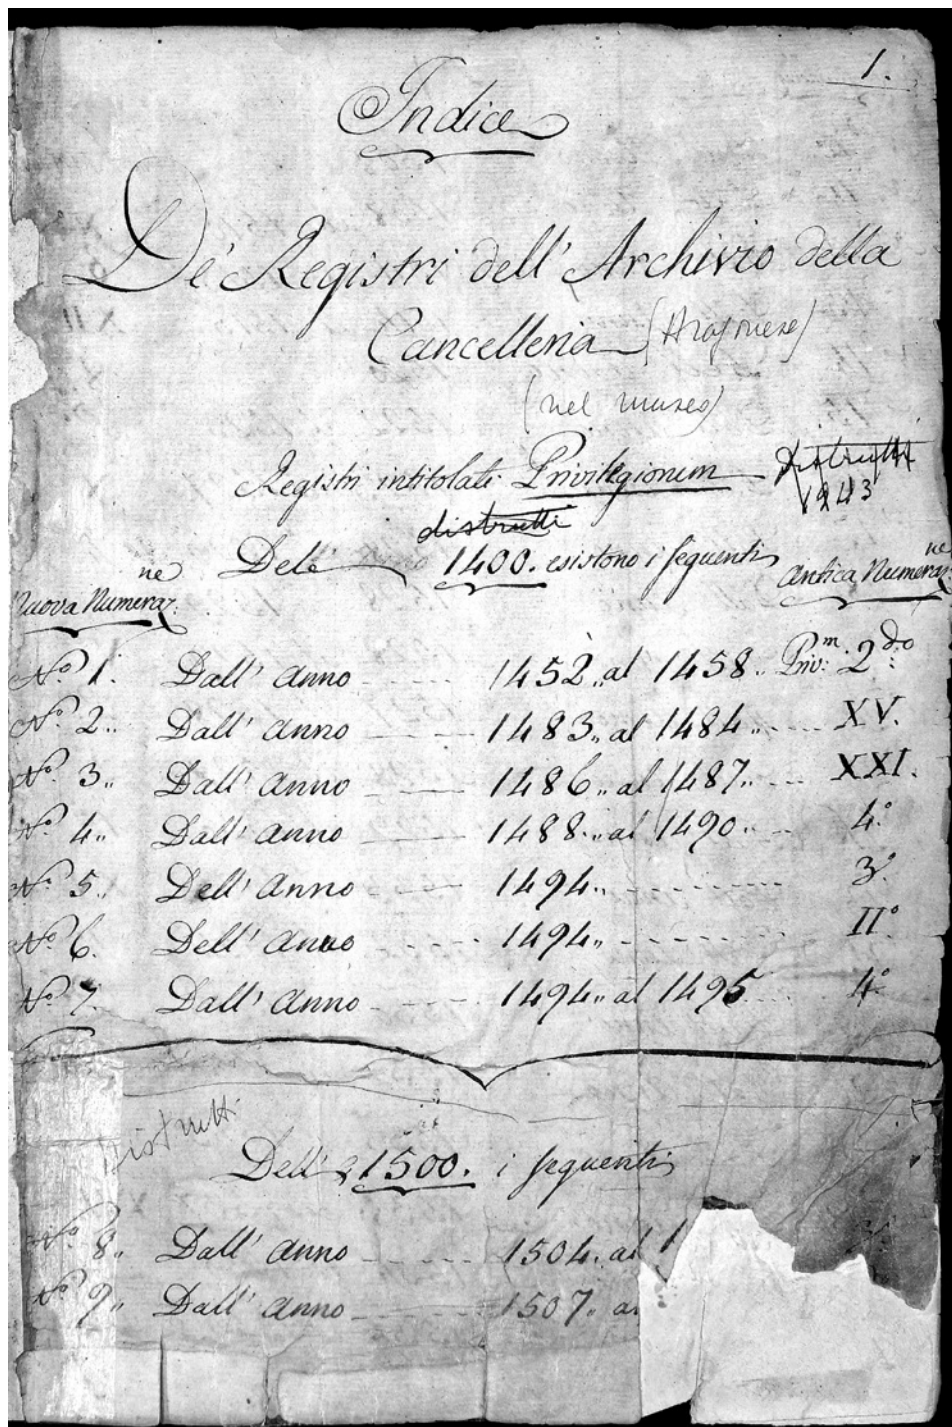 1.
Indice
De' Registri dell' Archivio della
Cancelleria (Aragonese)
(nel museo)
Registri intitolati Privilegiorum distrutti
1943
distrutti
1400. esistono i seguenti
Nuova Numeraz.ne Antica Numeraz.ne
N.º 1. Dall' Anno 1452 „ al 1458 „ Priv.m: 2.do
N.º 2 „ Dall' Anno 1483 „ al 1484 „ XV.
N.º 3 „ Dall' Anno 1486 „ al 1487 „ XXI.
N.º 4 „ Dall' Anno 1488 „ al 1490 „ 4.º
N.º 5 „ Dell' Anno 1494 „ 3.º
N.º 6. Dell' Anno 1494 „ IIº
N.º 7. Dall' Anno 1494 „ al 1495 4.º
Distrutti
Dell' 1500. i seguenti
N.º 8 „ Dall' Anno 1504. al 1
N.º 9 „ Dall' Anno 1507 „ al